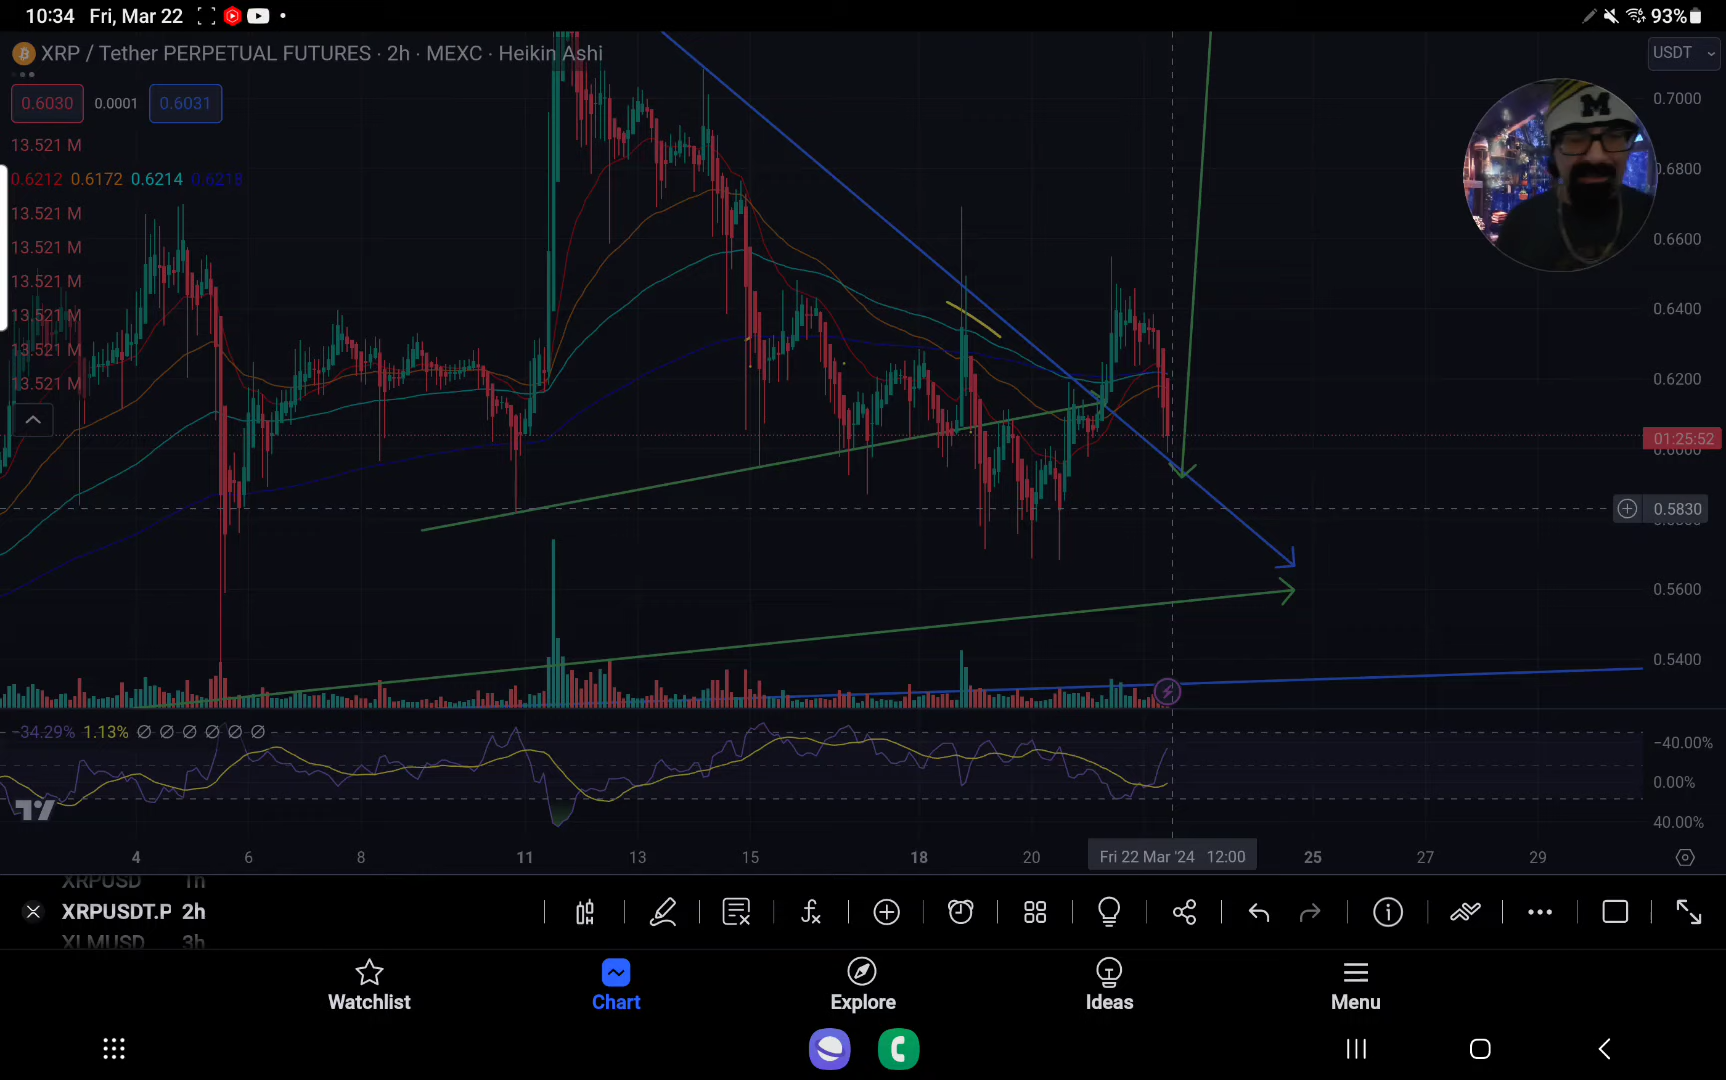 10:34 Fri, Mar 22
93%
XRP / Tether PERPETUAL FUTURES · 2h · MEXC · Heikin Ashi
USDT
0.6030 0.0001 0.6031
0.7000
13.521 M
0.6800
0.6212 0.6172 0.6214 0.6218
13.521 M
0.6600
13.521 M
13.521 M
0.6400
13.521 M
13.521 M
0.6200
13.521 M
01:25:52
0.6000
0.5830
0.5600
0.5400
−34.29% 1.13% ∅ ∅ ∅ ∅ ∅ ∅
−40.00%
0.00%
40.00%
4 6 8 11 13 15 18 20 Fri 22 Mar '24 12:00 25 27 29
XRPUSD 1h
XRPUSDT.P 2h
XLMUSD 3h
Watchlist Chart Explore Ideas Menu
M